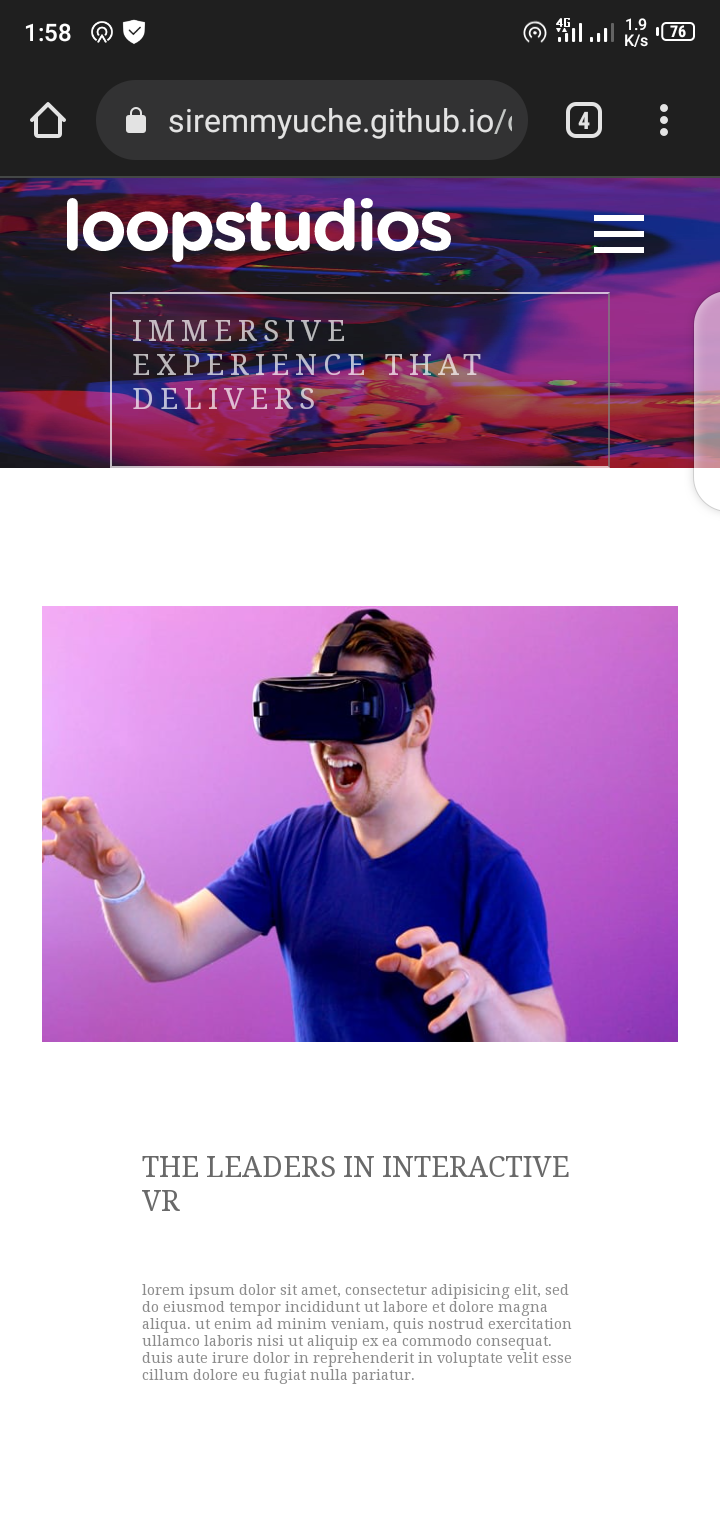 1:58
4G
1.9
K/s
76
siremmyuche.github.io/
4
loopstudios
IMMERSIVE
EXPERIENCE THAT
DELIVERS
THE LEADERS IN INTERACTIVE
VR
lorem ipsum dolor sit amet, consectetur adipisicing elit, sed
do eiusmod tempor incididunt ut labore et dolore magna
aliqua. ut enim ad minim veniam, quis nostrud exercitation
ullamco laboris nisi ut aliquip ex ea commodo consequat.
duis aute irure dolor in reprehenderit in voluptate velit esse
cillum dolore eu fugiat nulla pariatur.